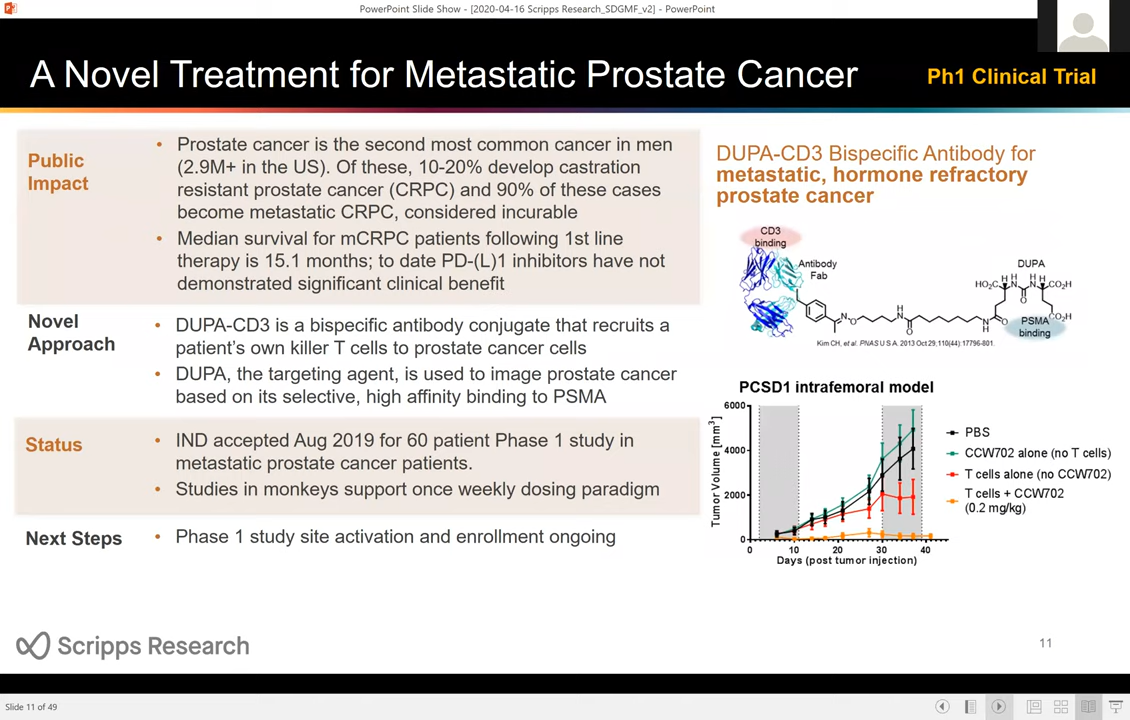 PowerPoint Slide Show - [2020-04-16 Scripps Research_SDGMF_v2] - PowerPoint
A Novel Treatment for Metastatic Prostate Cancer
Ph1 Clinical Trial
Public
Impact
• Prostate cancer is the second most common cancer in men
(2.9M+ in the US). Of these, 10-20% develop castration
resistant prostate cancer (CRPC) and 90% of these cases
become metastatic CRPC, considered incurable
• Median survival for mCRPC patients following 1st line
therapy is 15.1 months; to date PD-(L)1 inhibitors have not
demonstrated significant clinical benefit
Novel
Approach
• DUPA-CD3 is a bispecific antibody conjugate that recruits a
patient's own killer T cells to prostate cancer cells
• DUPA, the targeting agent, is used to image prostate cancer
based on its selective, high affinity binding to PSMA
Status
• IND accepted Aug 2019 for 60 patient Phase 1 study in
metastatic prostate cancer patients.
• Studies in monkeys support once weekly dosing paradigm
Next Steps
• Phase 1 study site activation and enrollment ongoing
DUPA-CD3 Bispecific Antibody for
metastatic, hormone refractory
prostate cancer
CD3
binding
Antibody
Fab
DUPA
HO₂C
H H
H H
CO₂H
N
N
O
CO₂H
N
O
H
N
O
H
N
O
PSMA
binding
Kim CH, et al. PNAS U S A. 2013 Oct 29;110(44):17796-801.
PCSD1 intrafemoral model
Tumor Volume [mm³]
6000
4000
2000
0
0 10 20 30 40
Days (post tumor injection)
PBS
CCW702 alone (no T cells)
T cells alone (no CCW702)
T cells + CCW702
(0.2 mg/kg)
Scripps Research
11
Slide 11 of 49